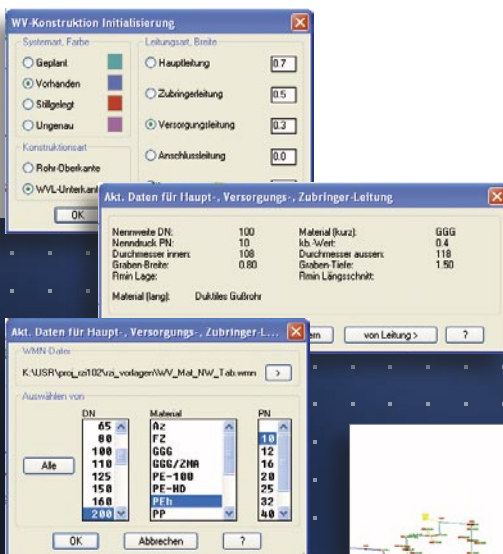 WV-Konstruktion Initialisierung
Systemart, Farbe
Geplant
Vorhanden
Stillgelegt
Ungenau
Konstruktionsart
Rohr-Oberkante
WVL-Unterkant
OK
Leitungsart, Breite
Hauptleitung 0.7
Zubringerleitung 0.5
Versorgungsleitung 0.3
Anschlussleitung 0.0
Akt. Daten für Haupt-, Versorgungs-, Zubringer-Leitung
Nennweite DN: 100 Material (kurz): GGG
Nenndruck PN: 10 kb.-Wert: 0.4
Durchmesser innen: 108 Durchmesser aussen: 118
Graben-Breite: 0.80 Graben-Tiefe: 1.50
Rmin Lage: Rmin Längsschnitt:
Material (lang): Duktiles Gußrohr
ern von Leitung > ?
Akt. Daten für Haupt-, Versorgungs-, Zubringer-L...
WMN Datei
K:\USR\proj_rzi102\rzi_vorlagen\WV_Mat_NW_Tab.wmn >
Auswählen von
DN Material PN
65 Az
80 FZ 10
100 GGG 12
110 GGG/ZMA 16
125 PE-100 20
150 PE-HD 25
160 PEh 32
200 PP 40
Alle
OK Abbrechen ?